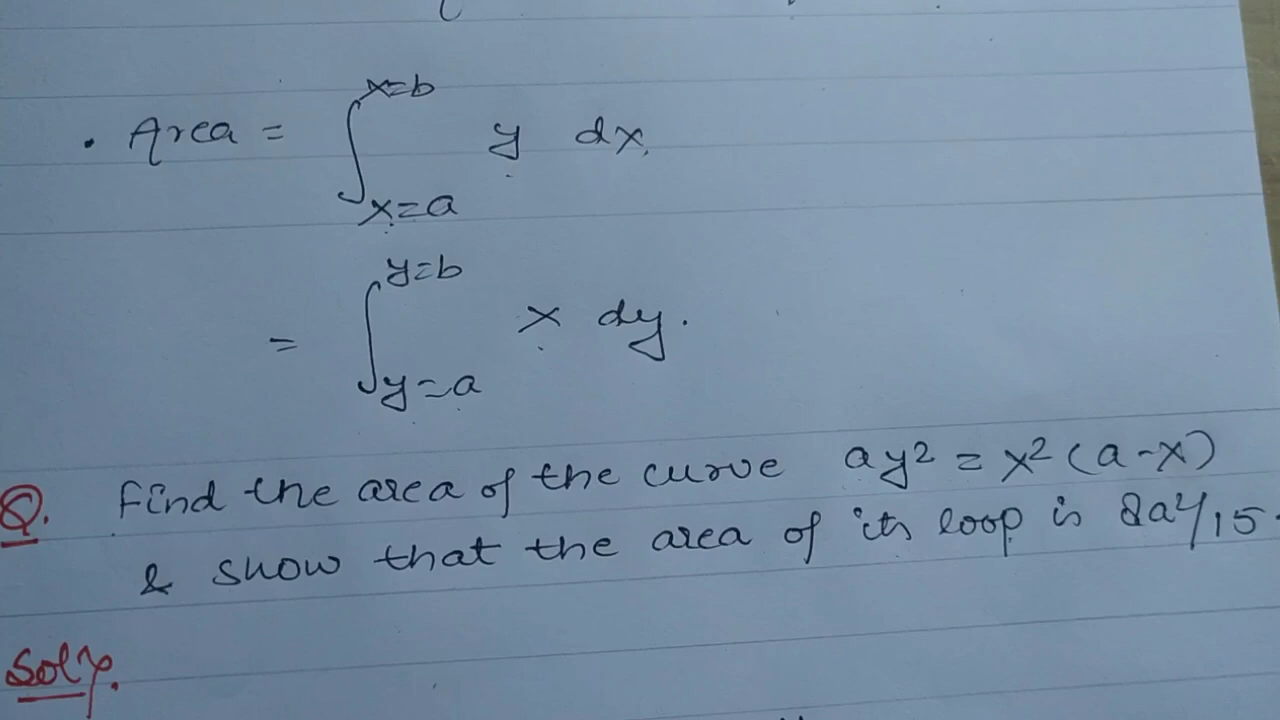 . Area = ∫_{x=a}^{x=b} y dx.
= ∫_{y=a}^{y=b} x dy.
Q. Find the area of the curve ay² = x²(a-x)
& show that the area of its loop is 8a²/15.
Solⁿ.